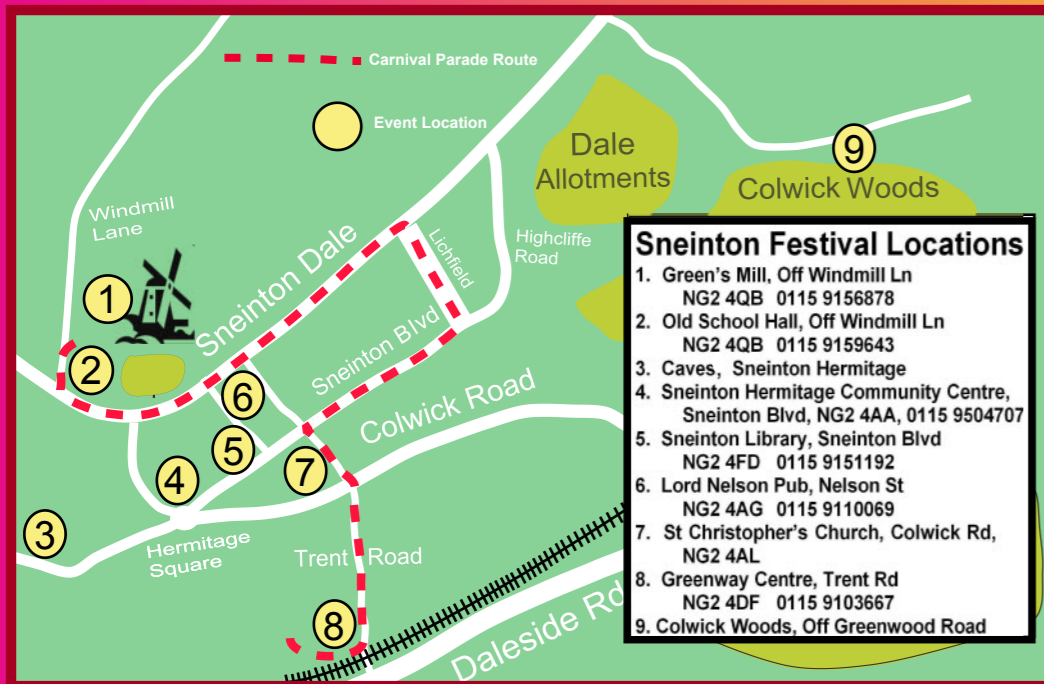 Carnival Parade Route
Event Location
Dale
Allotments
9
Colwick Woods
Windmill
Lane
Sneinton Dale
Lichfield
Highcliffe
Road
1
2
Sneinton Blvd
6
Colwick Road
5
7
4
3
Hermitage
Square
Trent Road
8
Daleside Rd
Sneinton Festival Locations
1. Green's Mill, Off Windmill Ln
NG2 4QB 0115 9156878
2. Old School Hall, Off Windmill Ln
NG2 4QB 0115 9159643
3. Caves, Sneinton Hermitage
4. Sneinton Hermitage Community Centre,
Sneinton Blvd, NG2 4AA, 0115 9504707
5. Sneinton Library, Sneinton Blvd
NG2 4FD 0115 9151192
6. Lord Nelson Pub, Nelson St
NG2 4AG 0115 9110069
7. St Christopher's Church, Colwick Rd,
NG2 4AL
8. Greenway Centre, Trent Rd
NG2 4DF 0115 9103667
9. Colwick Woods, Off Greenwood Road